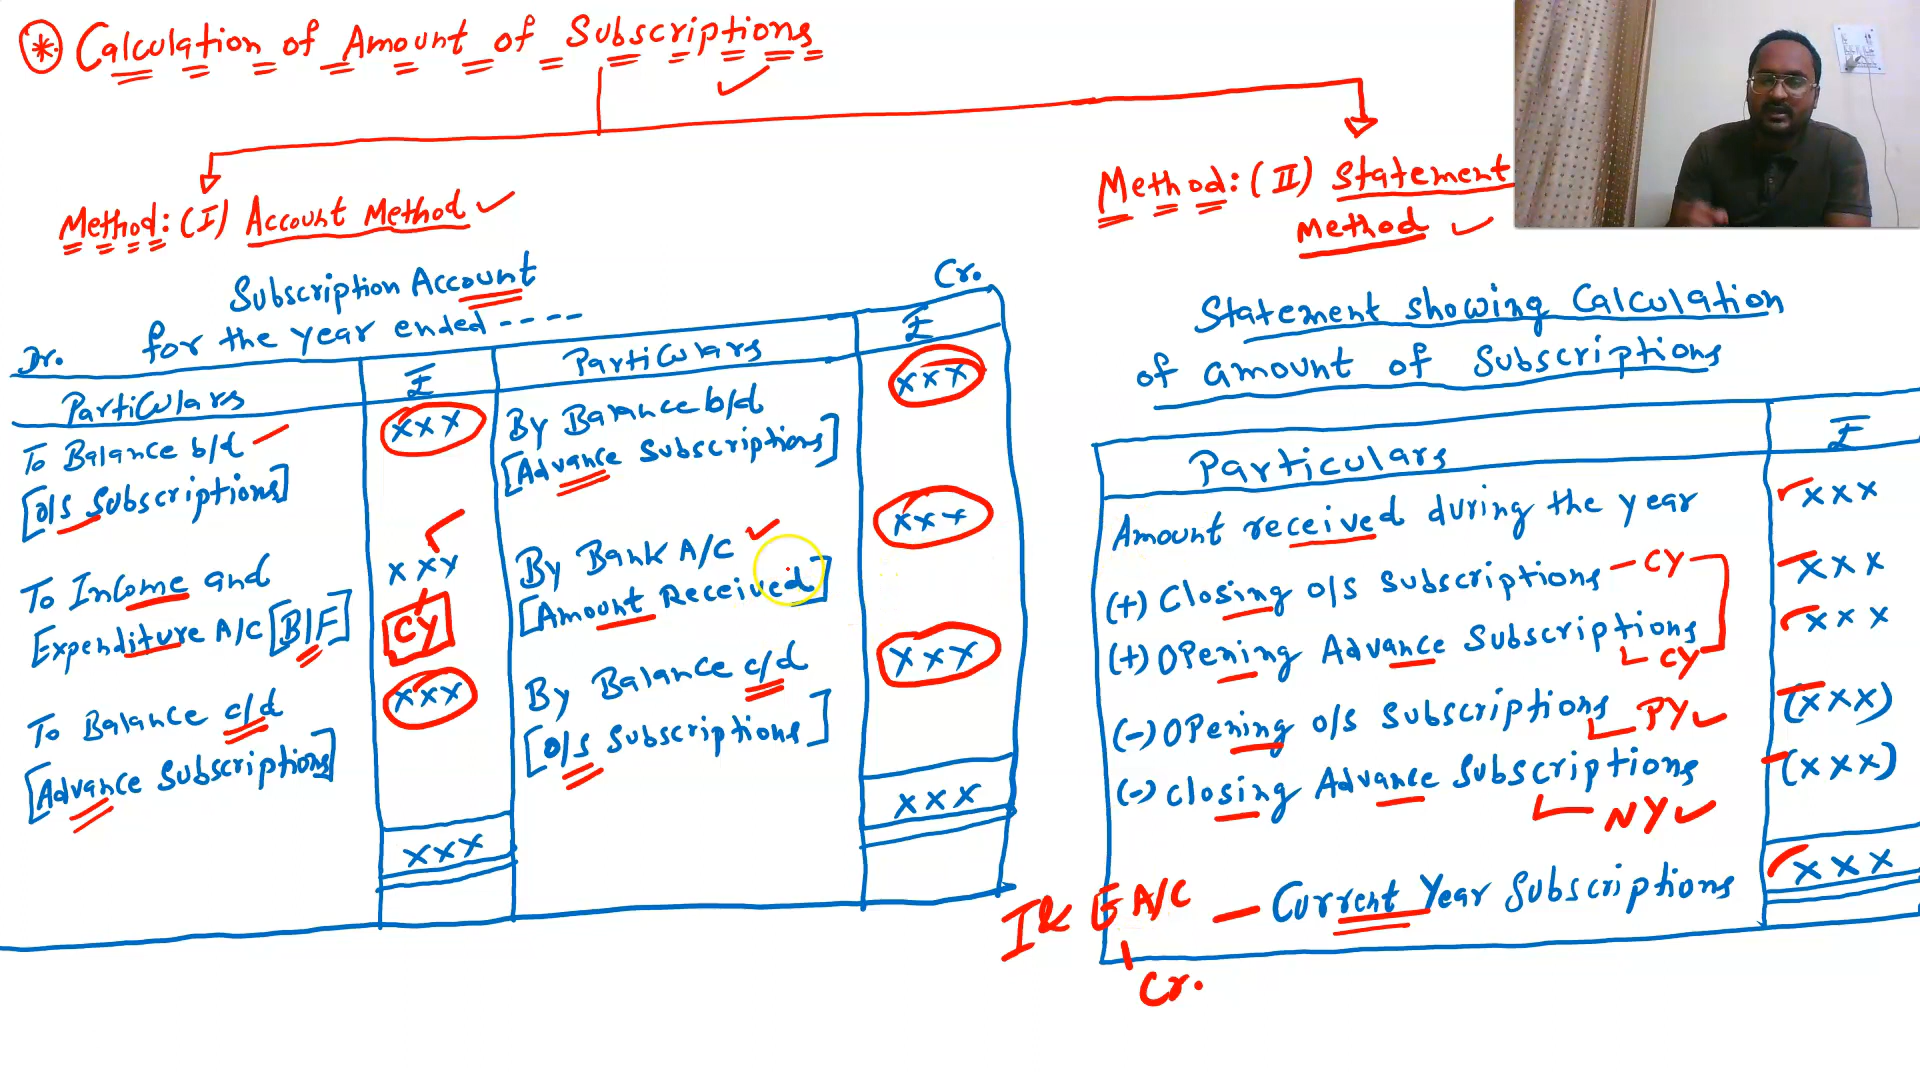 * Calculation of Amount of Subscriptions
Method: (I) Account Method
Subscription Account
for the year ended ----
Dr.
Cr.
Particulars
₹
Particulars
₹
To Balance b/d
[O/S Subscriptions]
xxx
By Balance b/d
[Advance Subscriptions]
xxx
To Income and
Expenditure A/C [B/F]
xxx
CY
By Bank A/C
[Amount Received]
xxx
To Balance c/d
[Advance Subscriptions]
xxx
By Balance c/d
[O/S Subscriptions]
xxx
xxx
xxx
Method: (II) Statement
Method
Statement showing Calculation
of amount of Subscriptions
Particulars
₹
Amount received during the year xxx
(+) Closing O/S Subscriptions - CY xxx
(+) Opening Advance Subscriptions xxx
CY
(-) Opening O/S Subscriptions PY (xxx)
(-) Closing Advance Subscriptions (xxx)
NY
I & E A/C - Current Year Subscriptions xxx
Cr.